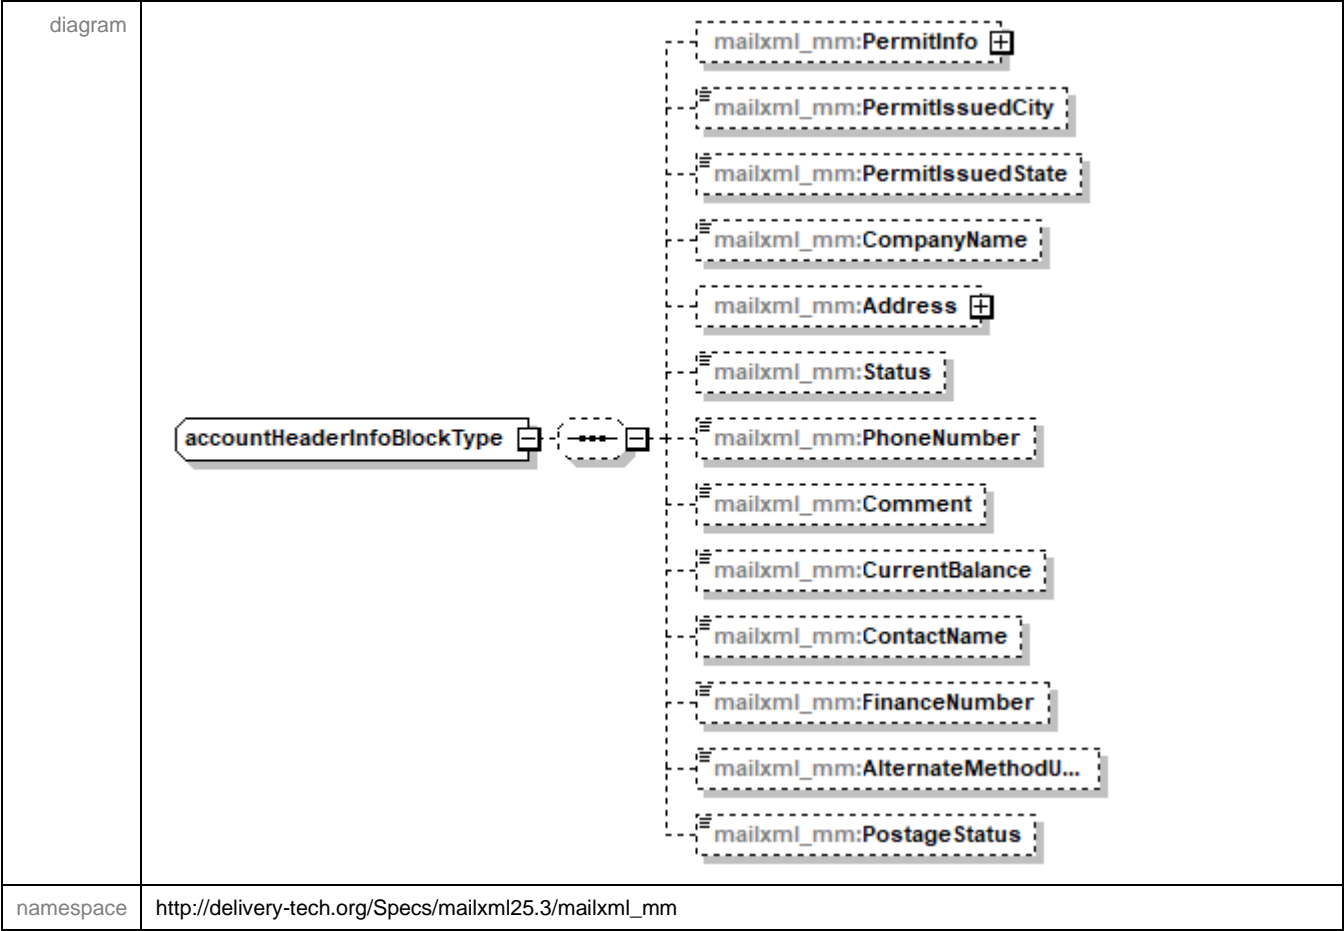 diagram
mailxml_mm:PermitInfo
mailxml_mm:PermitIssuedCity
mailxml_mm:PermitIssuedState
mailxml_mm:CompanyName
mailxml_mm:Address
mailxml_mm:Status
accountHeaderInfoBlockType
mailxml_mm:PhoneNumber
mailxml_mm:Comment
mailxml_mm:CurrentBalance
mailxml_mm:ContactName
mailxml_mm:FinanceNumber
mailxml_mm:AlternateMethodU...
mailxml_mm:PostageStatus
namespace http://delivery-tech.org/Specs/mailxml25.3/mailxml_mm